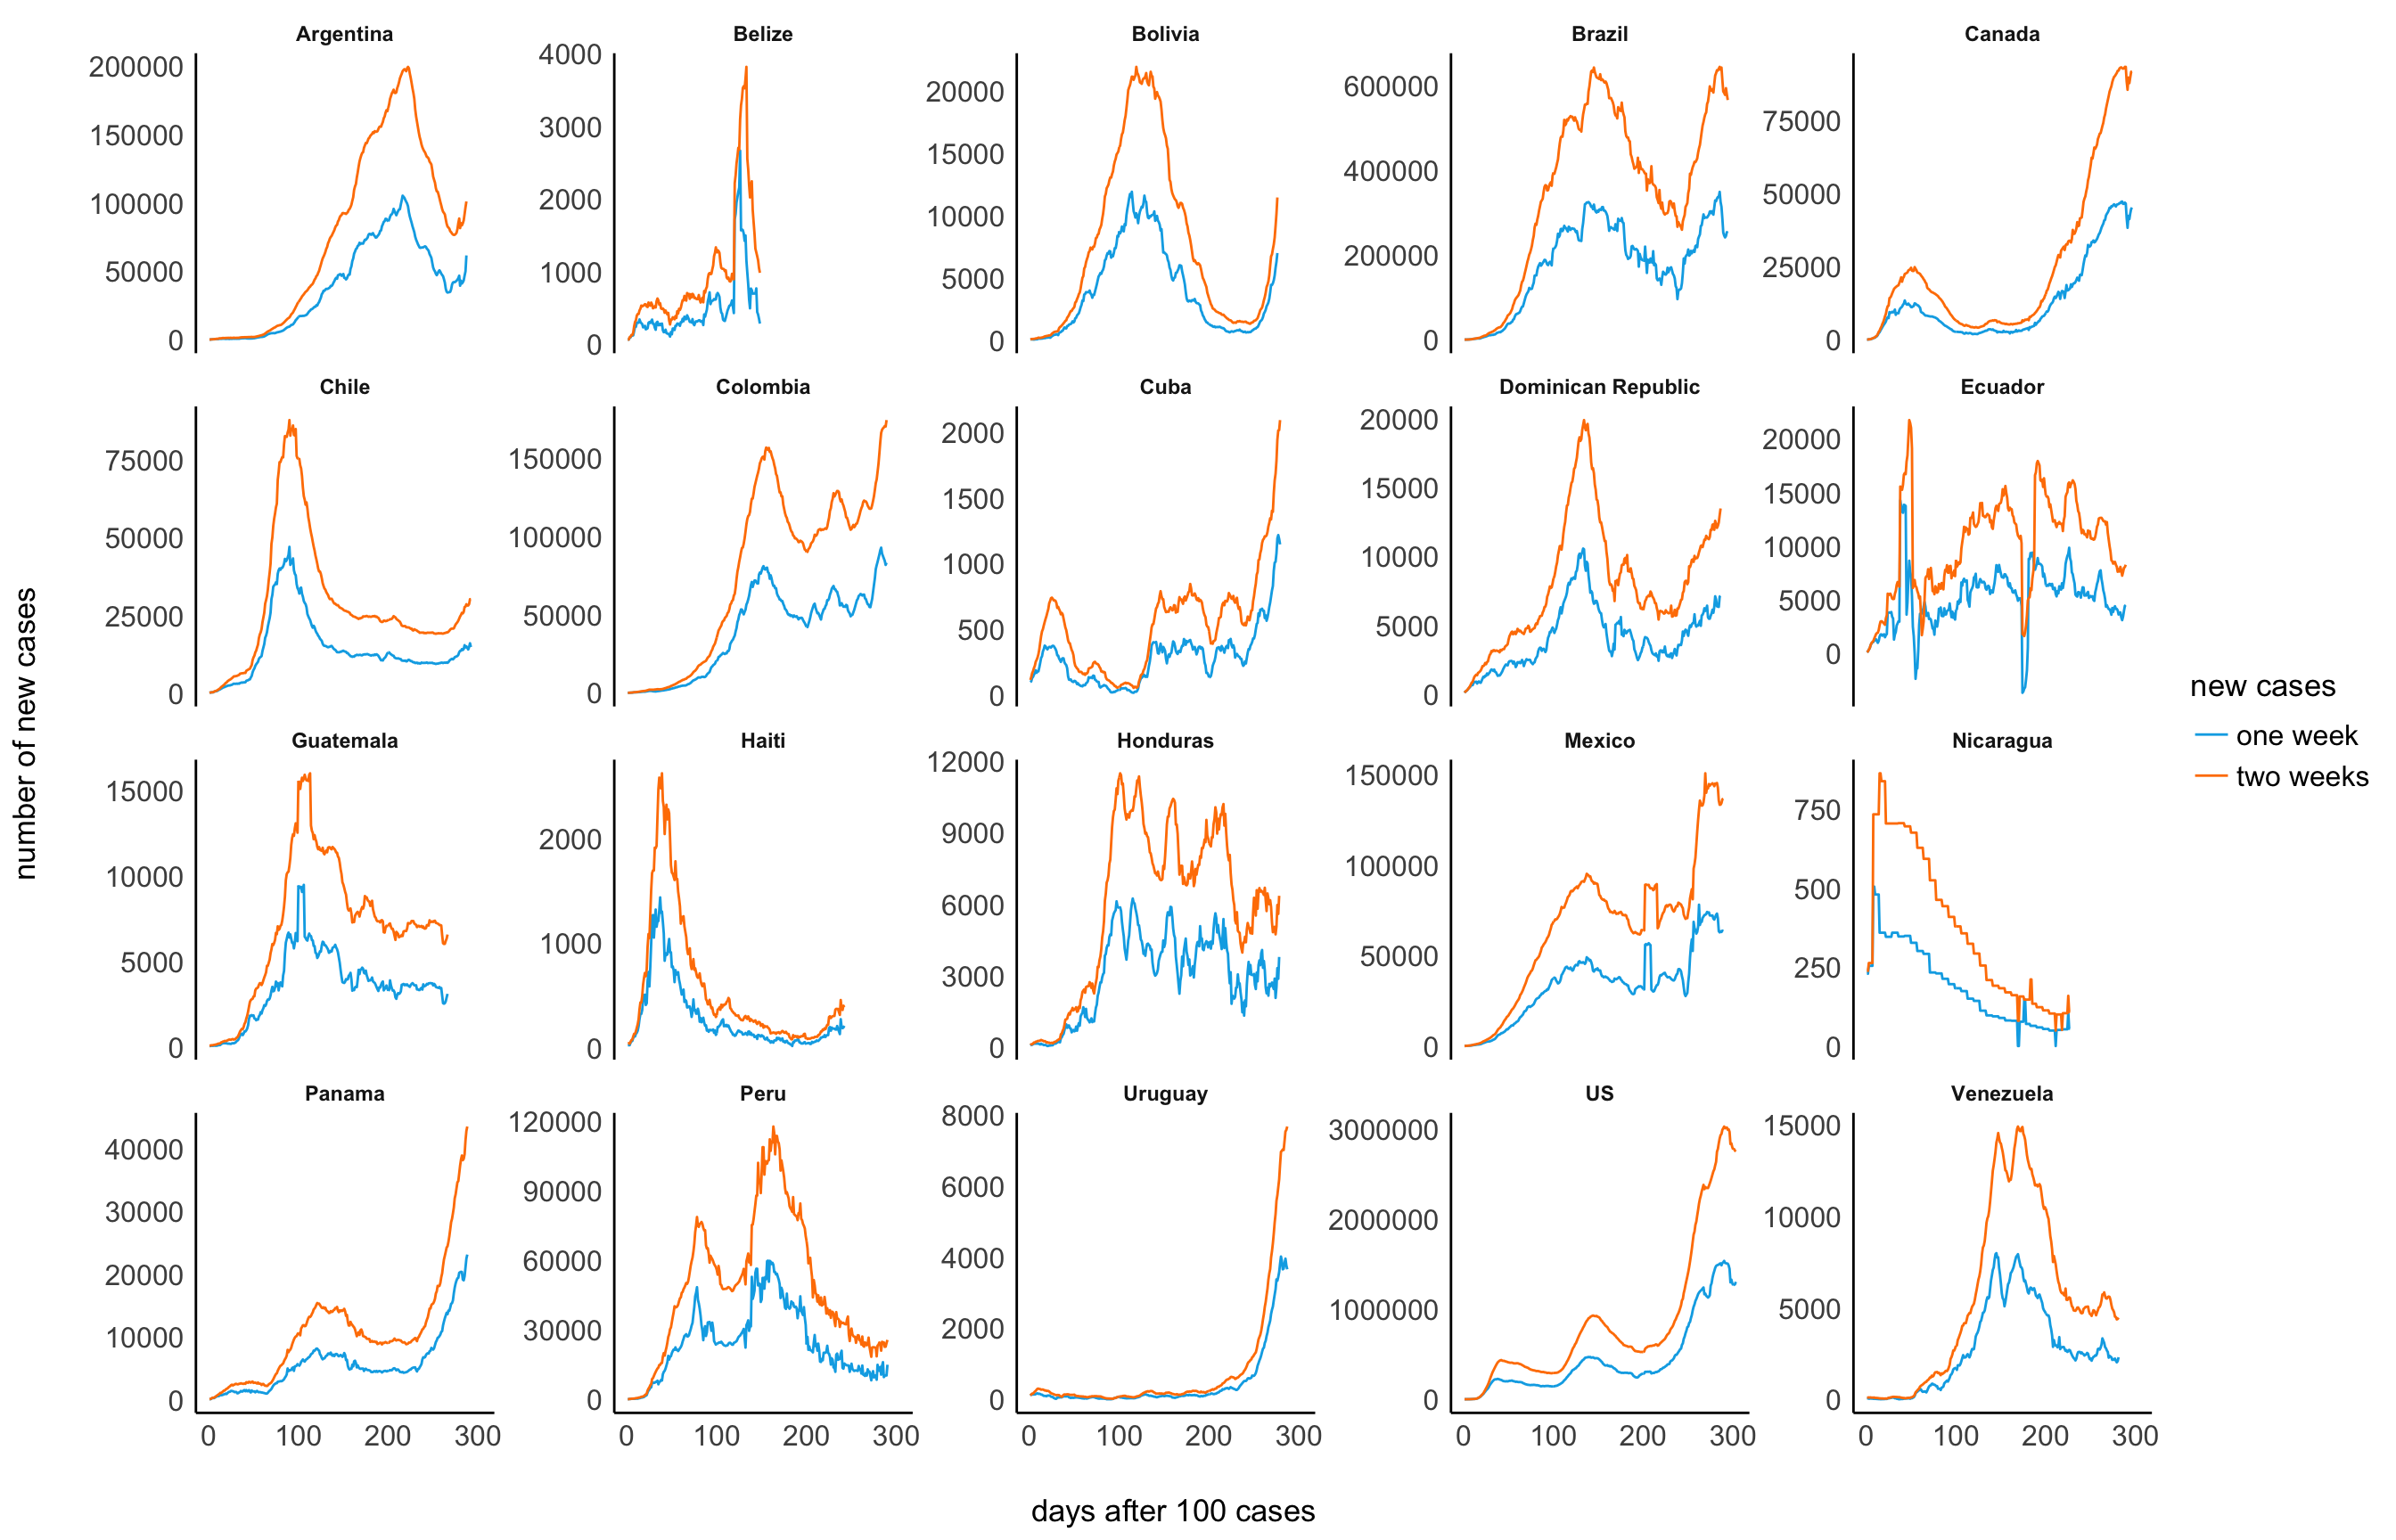 Argentina Belize Bolivia Brazil Canada
200000 150000 100000 50000 0
4000 3000 2000 1000 0
20000 15000 10000 5000 0
600000 400000 200000 0
75000 50000 25000 0
Chile Colombia Cuba Dominican Republic Ecuador
75000 50000 25000 0
150000 100000 50000 0
2000 1500 1000 500 0
20000 15000 10000 5000 0
20000 15000 10000 5000 0
Guatemala Haiti Honduras Mexico Nicaragua
15000 10000 5000 0
2000 1000 0
12000 9000 6000 3000 0
150000 100000 50000 0
750 500 250 0
Panama Peru Uruguay US Venezuela
40000 30000 20000 10000 0
120000 90000 60000 30000 0
8000 6000 4000 2000 0
3000000 2000000 1000000 0
15000 10000 5000 0
0 100 200 300
0 100 200 300
0 100 200 300
0 100 200 300
0 100 200 300
days after 100 cases
number of new cases
new cases
one week
two weeks